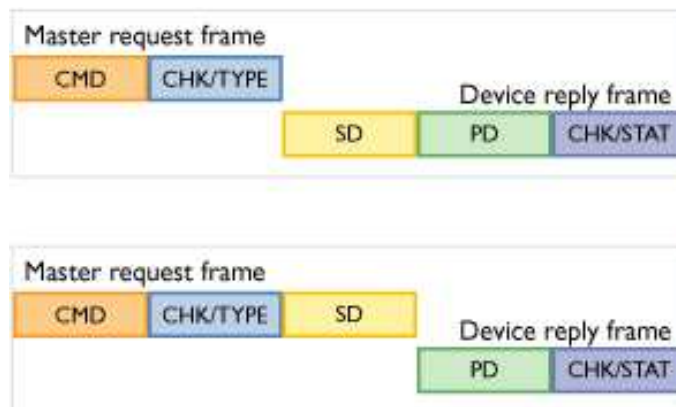 Master request frame
CMD CHK/TYPE
Device reply frame
SD PD CHK/STAT
Master request frame
CMD CHK/TYPE SD
Device reply frame
PD CHK/STAT